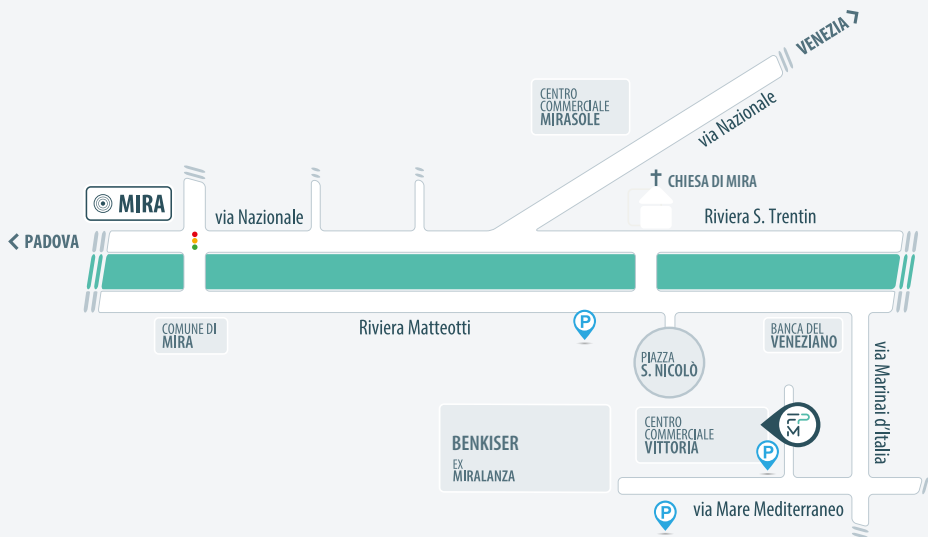 VENEZIA
CENTRO
COMMERCIALE
MIRASOLE
via Nazionale
CHIESA DI MIRA
MIRA
via Nazionale
Riviera S. Trentin
PADOVA
COMUNE DI
MIRA
Riviera Matteotti
P
BANCA DEL
VENEZIANO
PIAZZA
S. NICOLÒ
via Marinai d'Italia
BENKISER
EX
MIRALANZA
CENTRO
COMMERCIALE
VITTORIA
FP
M
P
via Mare Mediterraneo
P